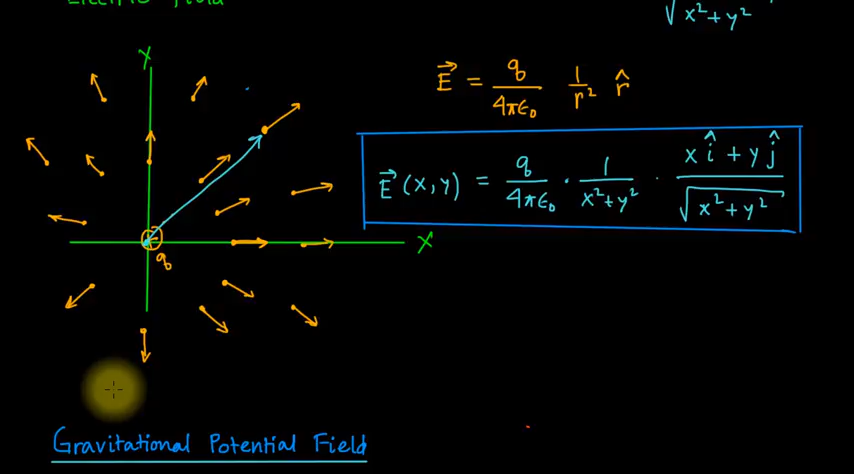 Electric Field
√x²+y²
Y
E⃗ = q/4πϵ₀ 1/r² r̂
E⃗(x,y) = q/4πϵ₀ · 1/x²+y² · x î + y ĵ/√x²+y²
X
q
Gravitational Potential Field